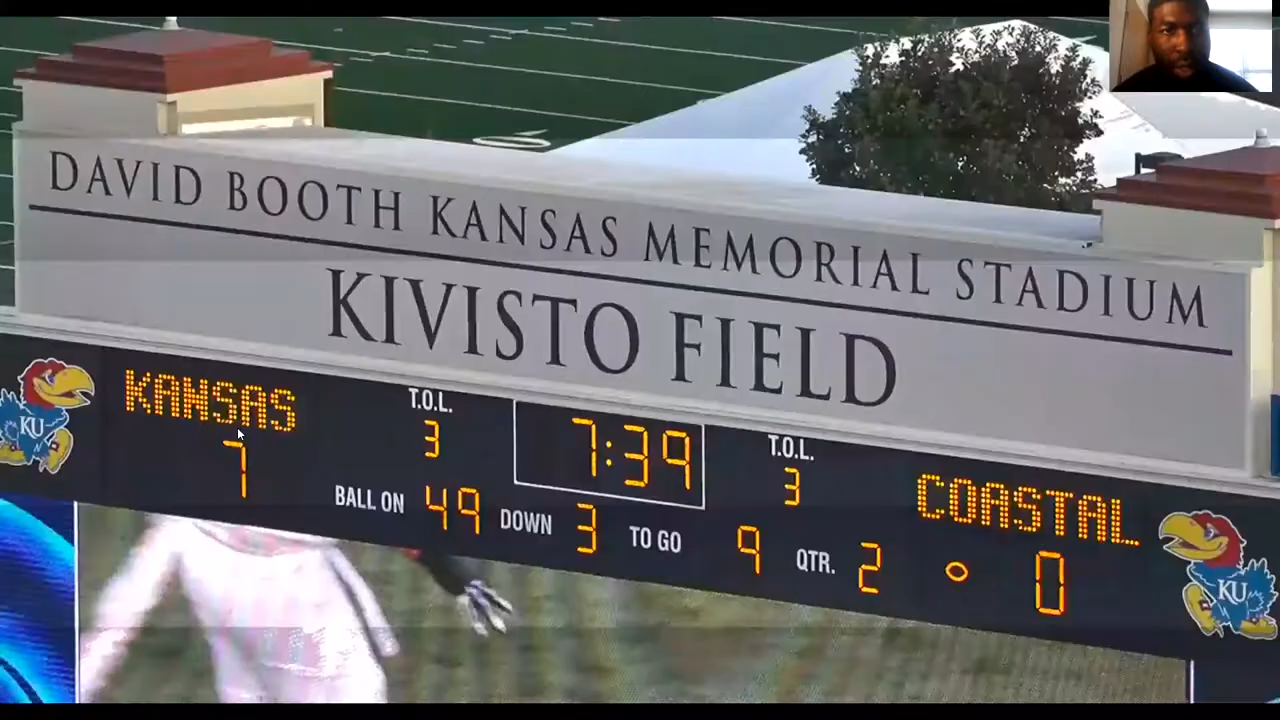 DAVID BOOTH KANSAS MEMORIAL STADIUM
KIVISTO FIELD
KANSAS T.O.L. 7:39 T.O.L. COASTAL
7 3 3 0
BALL ON 49 DOWN 3 TO GO 9 QTR. 2
KU
KU